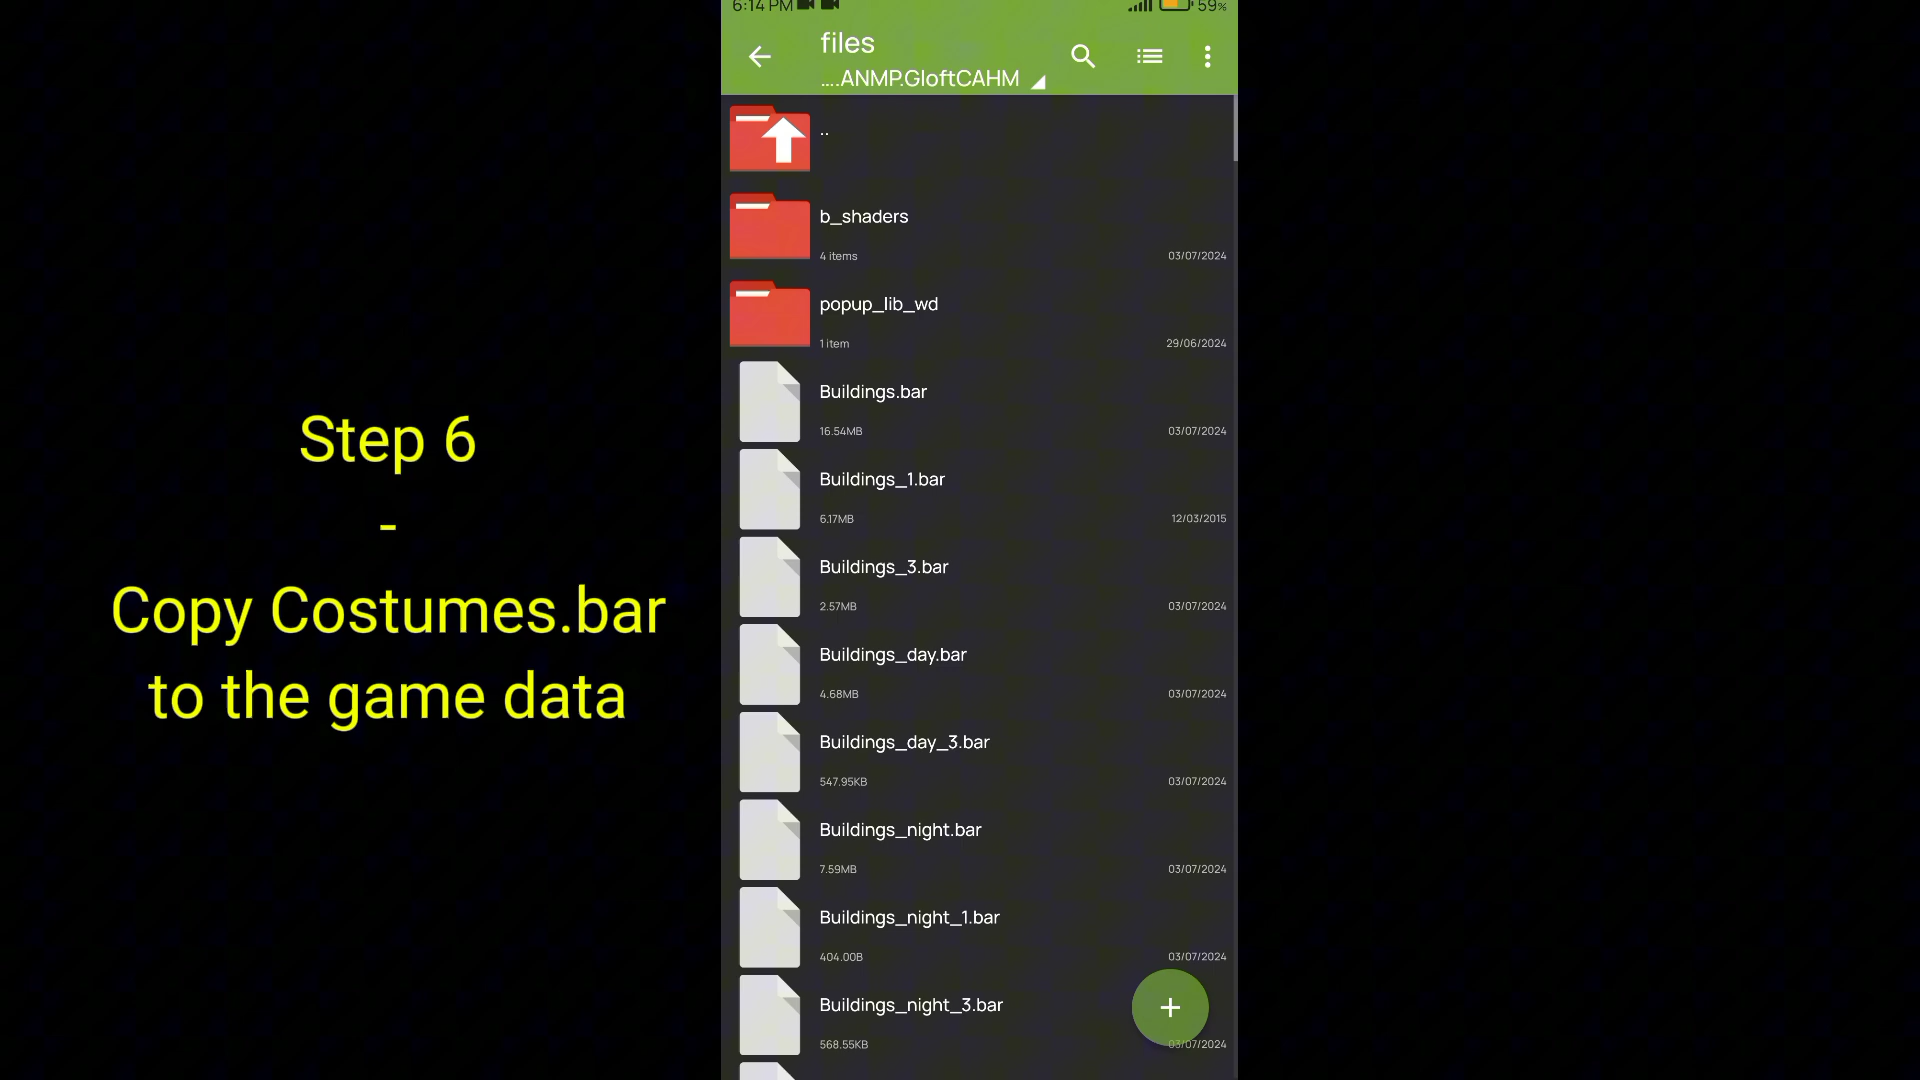 6:14 PM
59%
files
....ANMP.GloftCAHM
..
b_shaders
4 items
03/07/2024
popup_lib_wd
1 item
29/06/2024
Buildings.bar
16.54MB
03/07/2024
Buildings_1.bar
6.17MB
12/03/2015
Buildings_3.bar
2.57MB
03/07/2024
Buildings_day.bar
4.68MB
03/07/2024
Buildings_day_3.bar
547.95KB
03/07/2024
Buildings_night.bar
7.59MB
03/07/2024
Buildings_night_1.bar
404.00B
03/07/2024
Buildings_night_3.bar
568.55KB
03/07/2024
Step 6
-
Copy Costumes.bar
to the game data